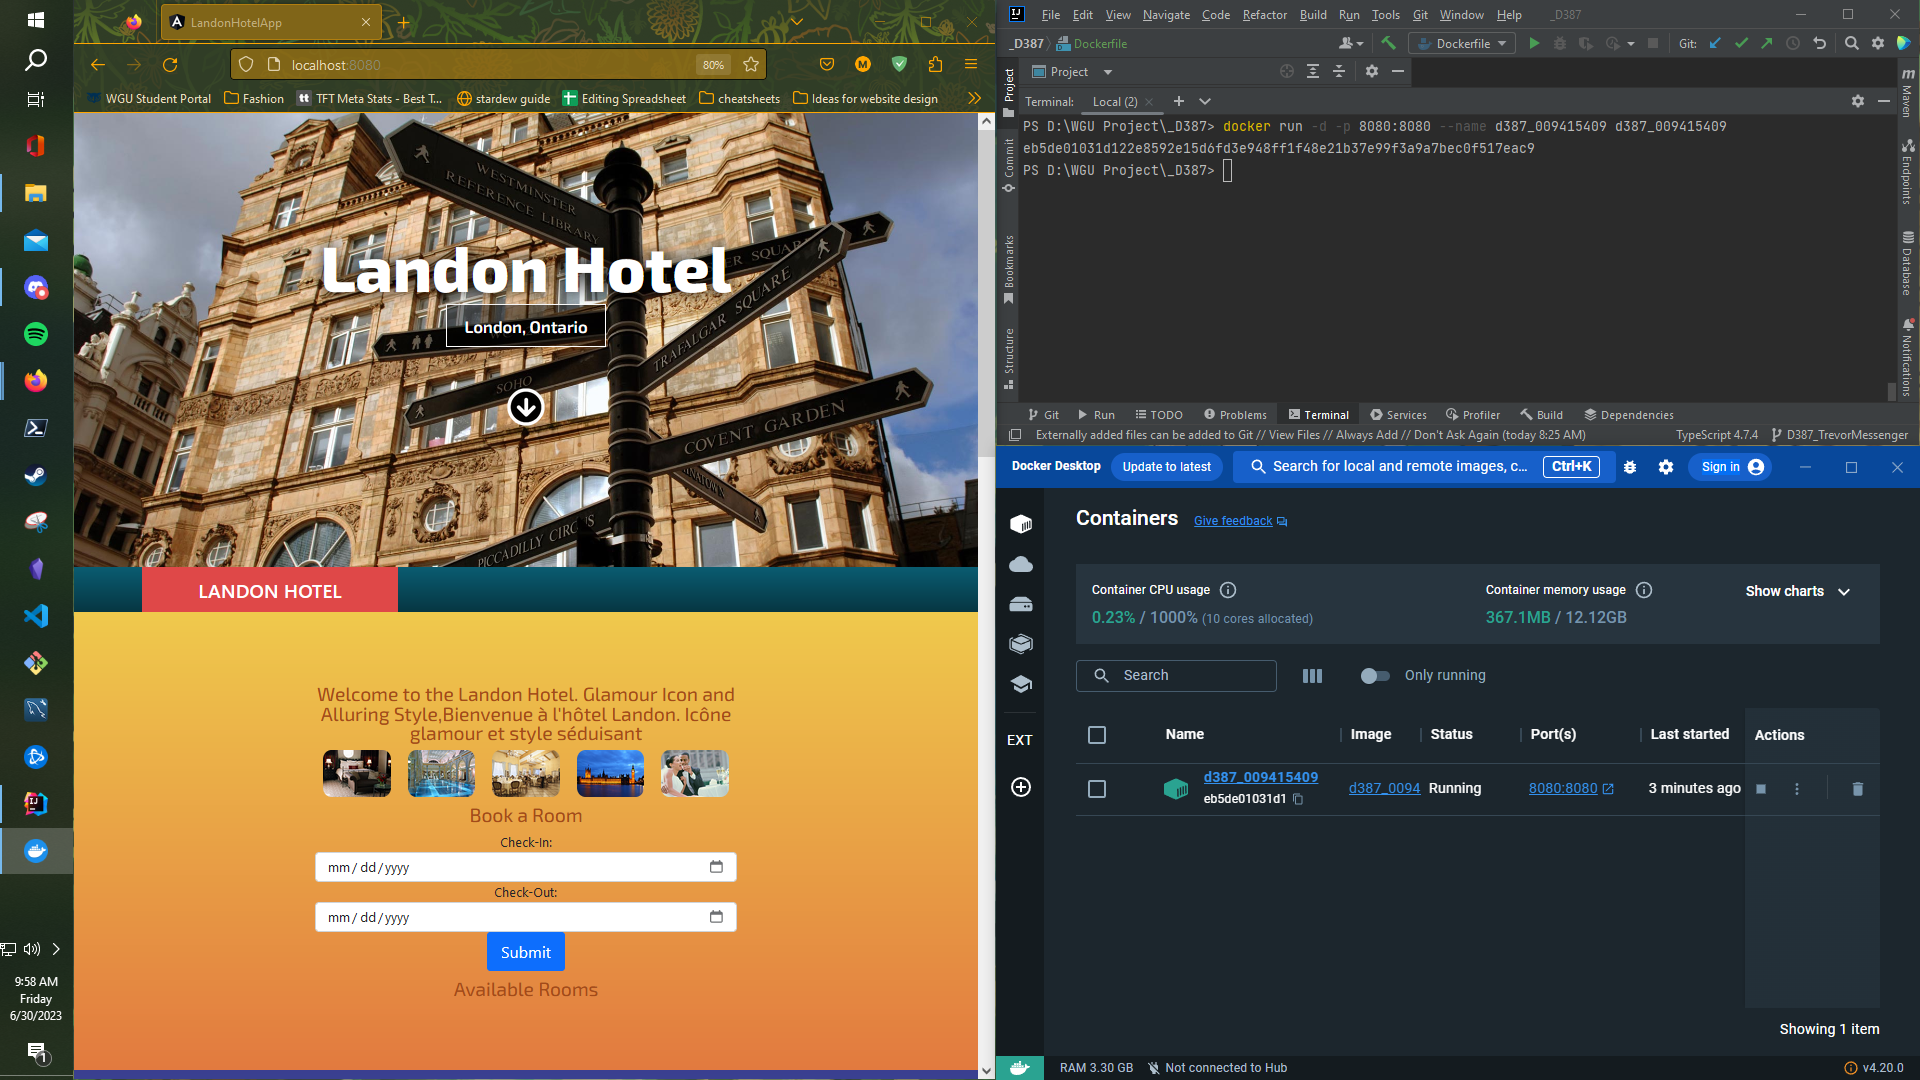 LandonHotelApp
localhost:8080
80%
WGU Student Portal
Fashion
TFT Meta Stats - Best T...
stardew guide
Editing Spreadsheet
cheatsheets
Ideas for website design
WESTMINSTER
REFERENCE LIBRARY
TRAFALGAR SQUARE
SOHO
COVENT GARDEN
CHINATOWN
PICCADILLY CIRCUS
Landon Hotel
London, Ontario
LANDON HOTEL
Welcome to the Landon Hotel. Glamour Icon and
Alluring Style,Bienvenue à l'hôtel Landon. Icône
glamour et style séduisant
Book a Room
Check-In:
mm/dd/yyyy
Check-Out:
mm/dd/yyyy
Submit
Available Rooms
9:58 AM
Friday
6/30/2023
1
File Edit View Navigate Code Refactor Build Run Tools Git Window Help _D387
_D387 Dockerfile
Dockerfile
Git:
Project
Terminal: Local (2)
PS D:\WGU Project\_D387> docker run -d -p 8080:8080 --name d387_009415409 d387_009415409
eb5de01031d122e8592e15d6fd3e948ff1f48e21b37e99f3a9a7bec0f517eac9
PS D:\WGU Project\_D387>
Project
Commit
Bookmarks
Structure
Maven
Endpoints
Database
Notifications
Git Run TODO Problems Terminal Services Profiler Build Dependencies
Externally added files can be added to Git // View Files // Always Add // Don't Ask Again (today 8:25 AM)
TypeScript 4.7.4 D387_TrevorMessenger
Docker Desktop
Update to latest
Search for local and remote images, c...
Ctrl+K
Sign in
Containers
Give feedback
Container CPU usage
0.23% / 1000% (10 cores allocated)
Container memory usage
367.1MB / 12.12GB
Show charts
Search
Only running
EXT
Name Image Status Port(s) Last started Actions
d387_009415409
eb5de01031d1
d387_0094
Running
8080:8080
3 minutes ago
Showing 1 item
RAM 3.30 GB
Not connected to Hub
v4.20.0